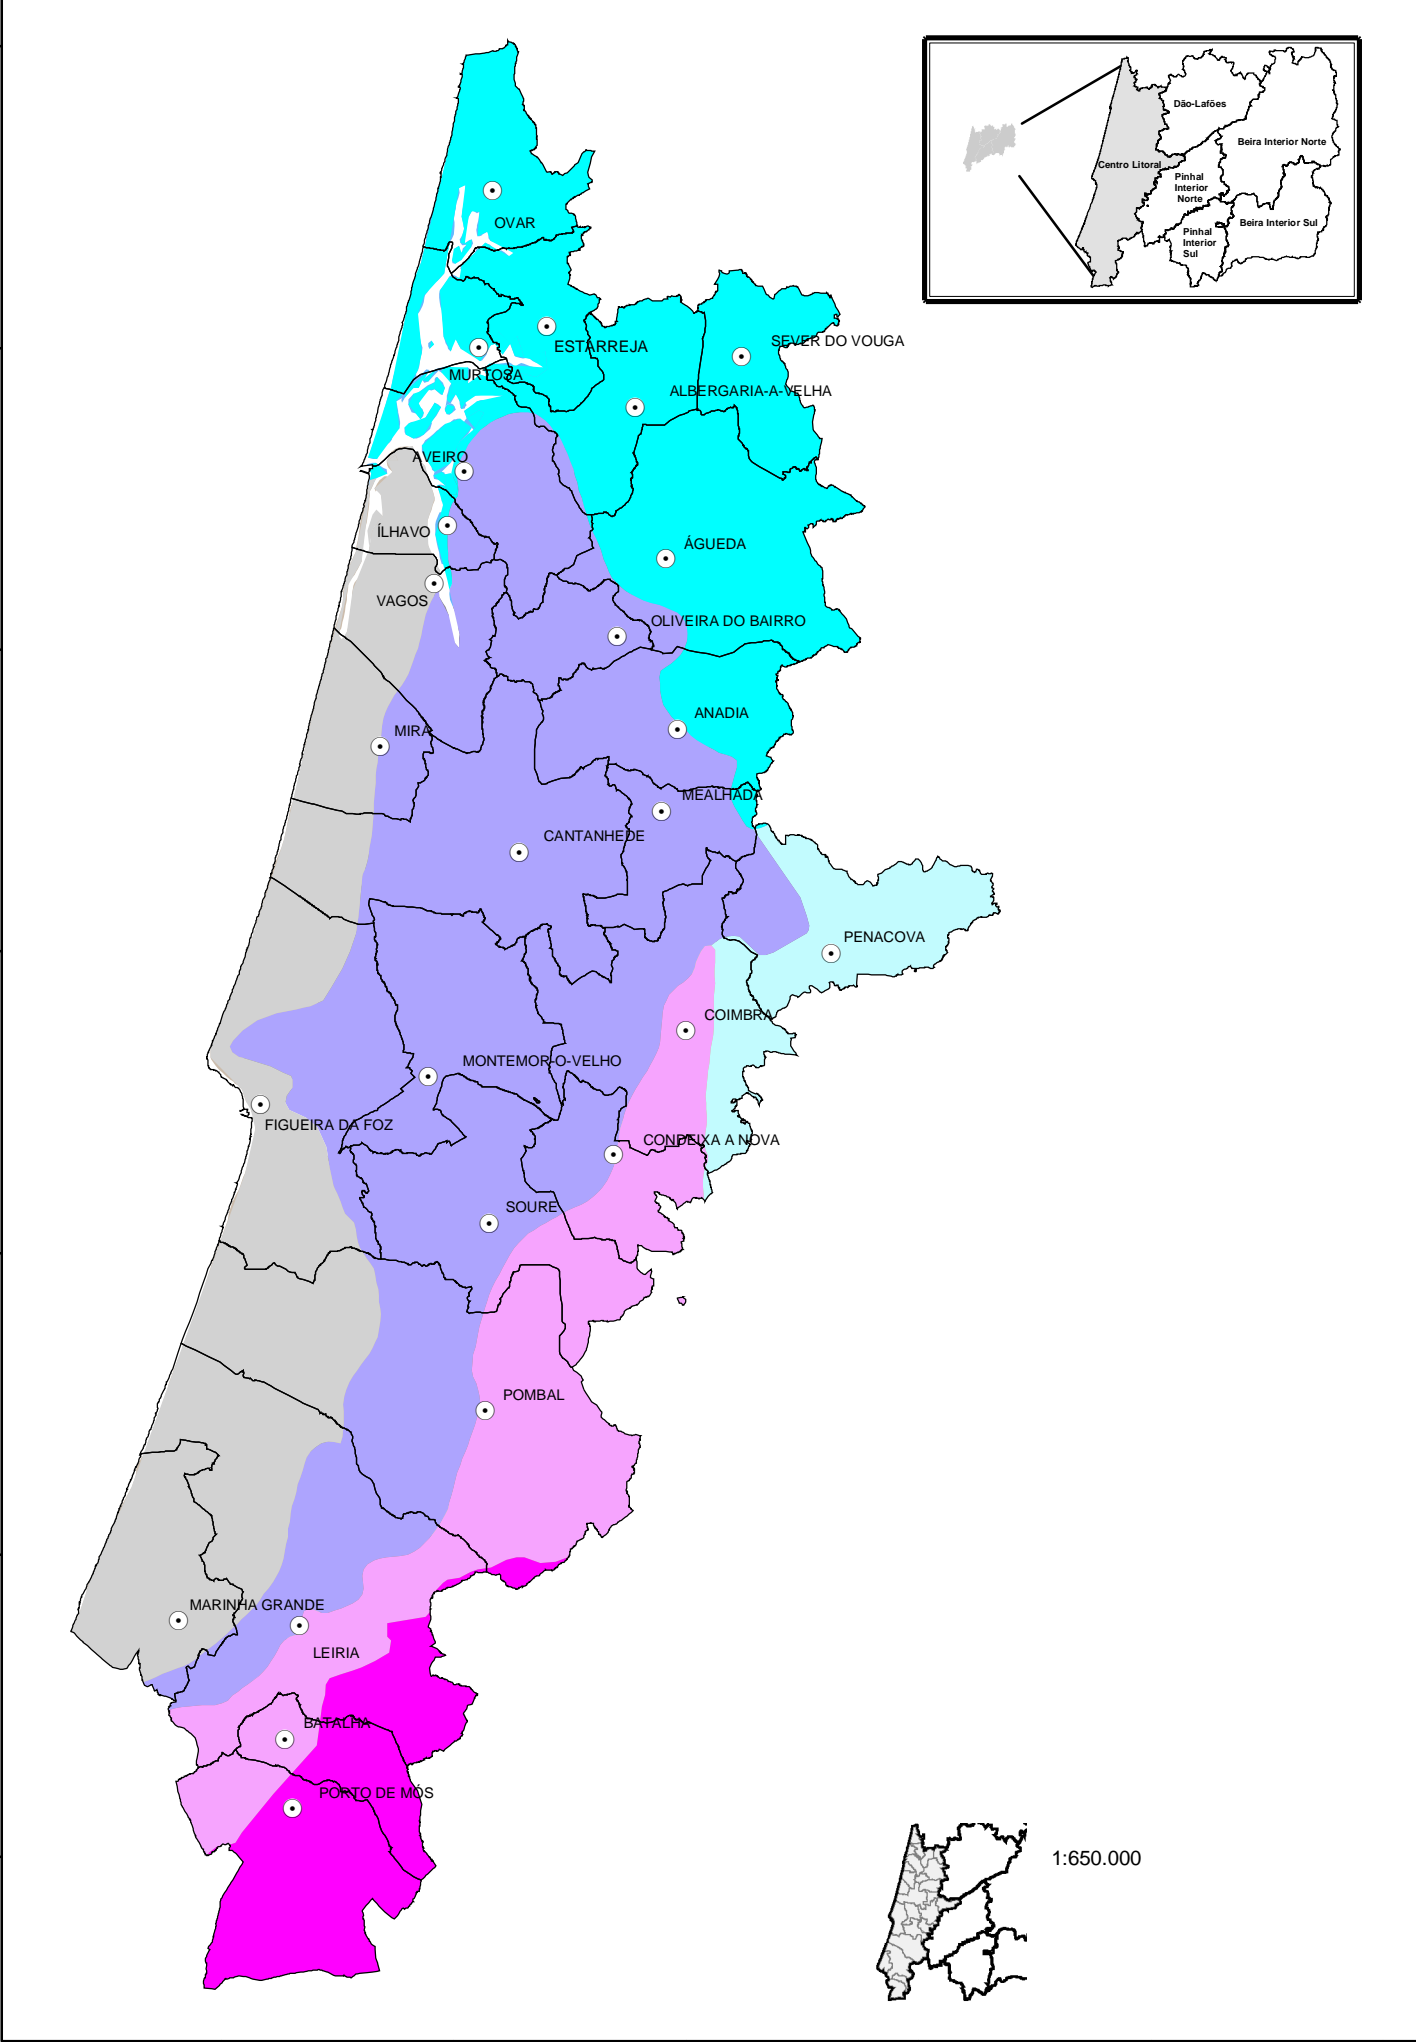 Dão-Lafões
Beira Interior Norte
Centro Litoral
Pinhal
Interior
Norte
Beira Interior Sul
Pinhal
Interior
Sul
OVAR
SEVER DO VOUGA
ESTARREJA
MURTOSA
ALBERGARIA-A-VELHA
AVEIRO
ÍLHAVO
ÁGUEDA
VAGOS
OLIVEIRA DO BAIRRO
ANADIA
MIRA
MEALHADA
CANTANHEDE
PENACOVA
COIMBRA
MONTEMOR-O-VELHO
FIGUEIRA DA FOZ
CONDEIXA A NOVA
SOURE
POMBAL
MARINHA GRANDE
LEIRIA
BATALHA
PORTO DE MÓS
1:650.000